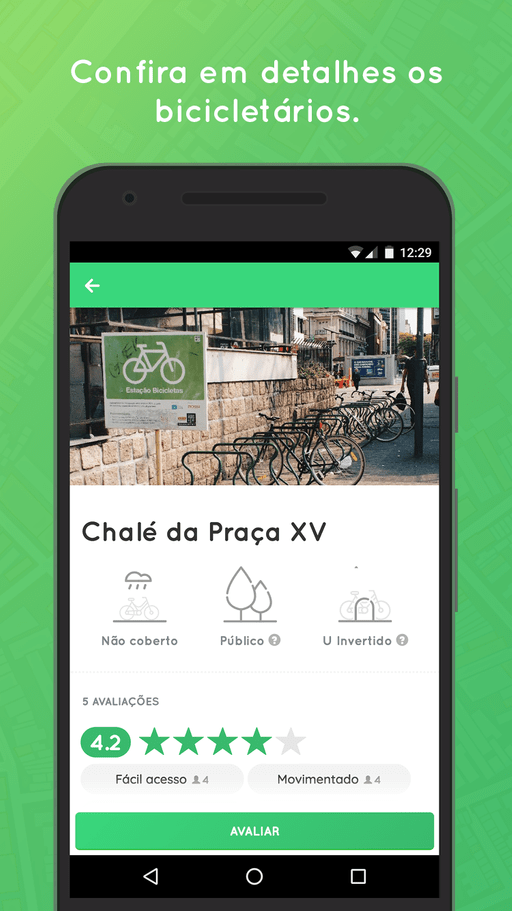 Confira em detalhes os
bicicletários.
12:29
Estação Bicicletas
Chalé da Praça XV
Não coberto
Público ?
U Invertido ?
5 AVALIAÇÕES
4.2
Fácil acesso 4
Movimentado 4
AVALIAR